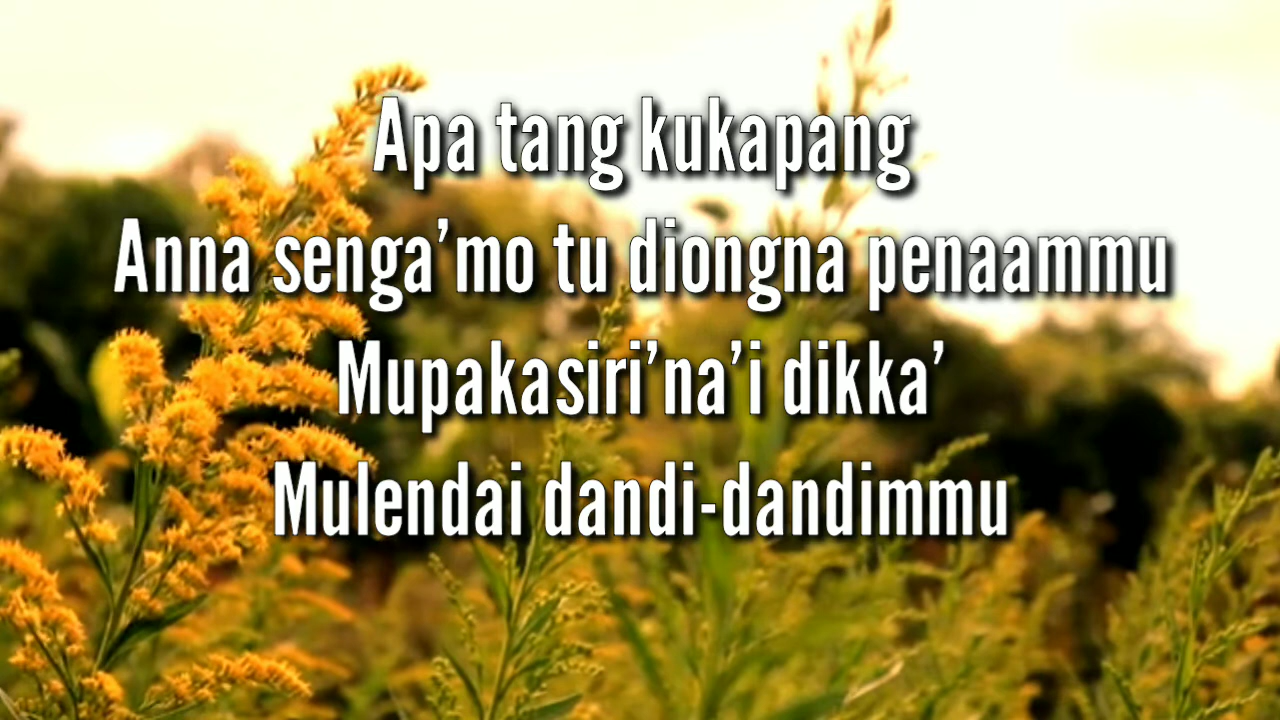 Apa tang kukapang
Anna senga’mo tu diongna penaammu
Mupakasiri’na’i dikka’
Mulendai dandi-dandimmu